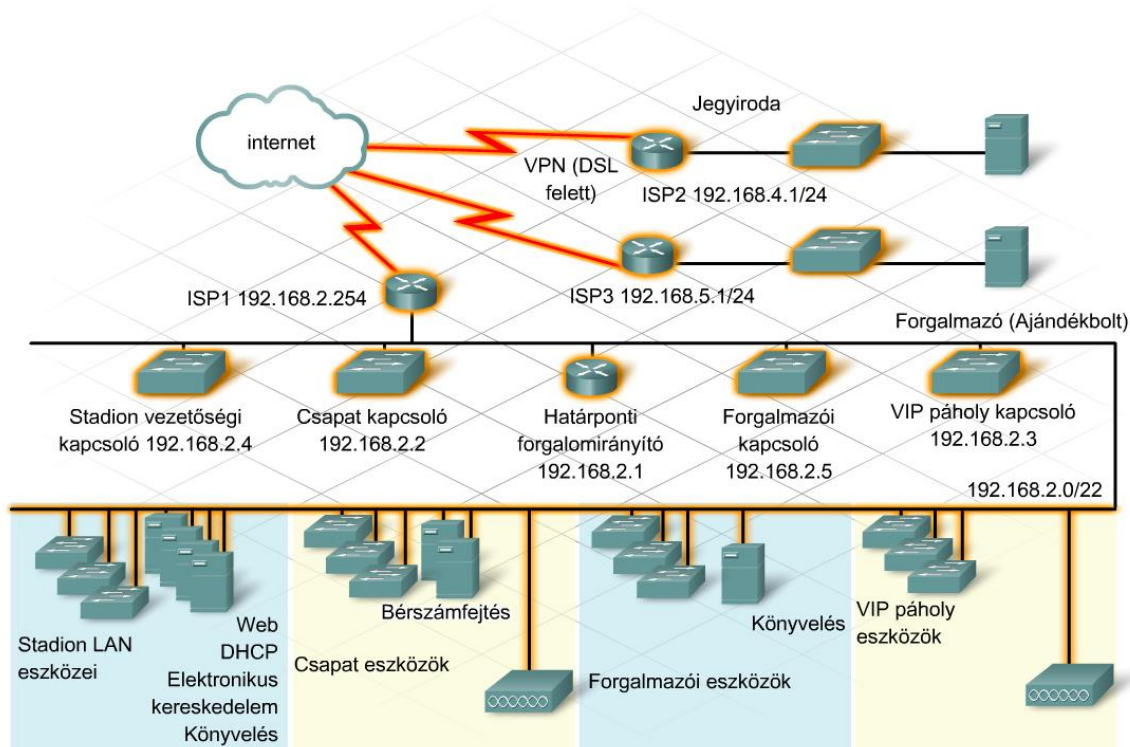 Jegyiroda
internet
VPN (DSL
felett)
ISP2 192.168.4.1/24
ISP1 192.168.2.254
ISP3 192.168.5.1/24
Forgalmazó (Ajándékbolt)
Stadion vezetőségi
kapcsoló 192.168.2.4
Csapat kapcsoló
192.168.2.2
Határponti
forgalomirányító
192.168.2.1
Forgalmazói
kapcsoló
192.168.2.5
VIP páholy kapcsoló
192.168.2.3
192.168.2.0/22
Stadion LAN
eszközei
Web
DHCP
Elektronikus
kereskedelem
Könyvelés
Bérszámfejtés
Csapat eszközök
Forgalmazói eszközök
Könyvelés
VIP páholy
eszközök